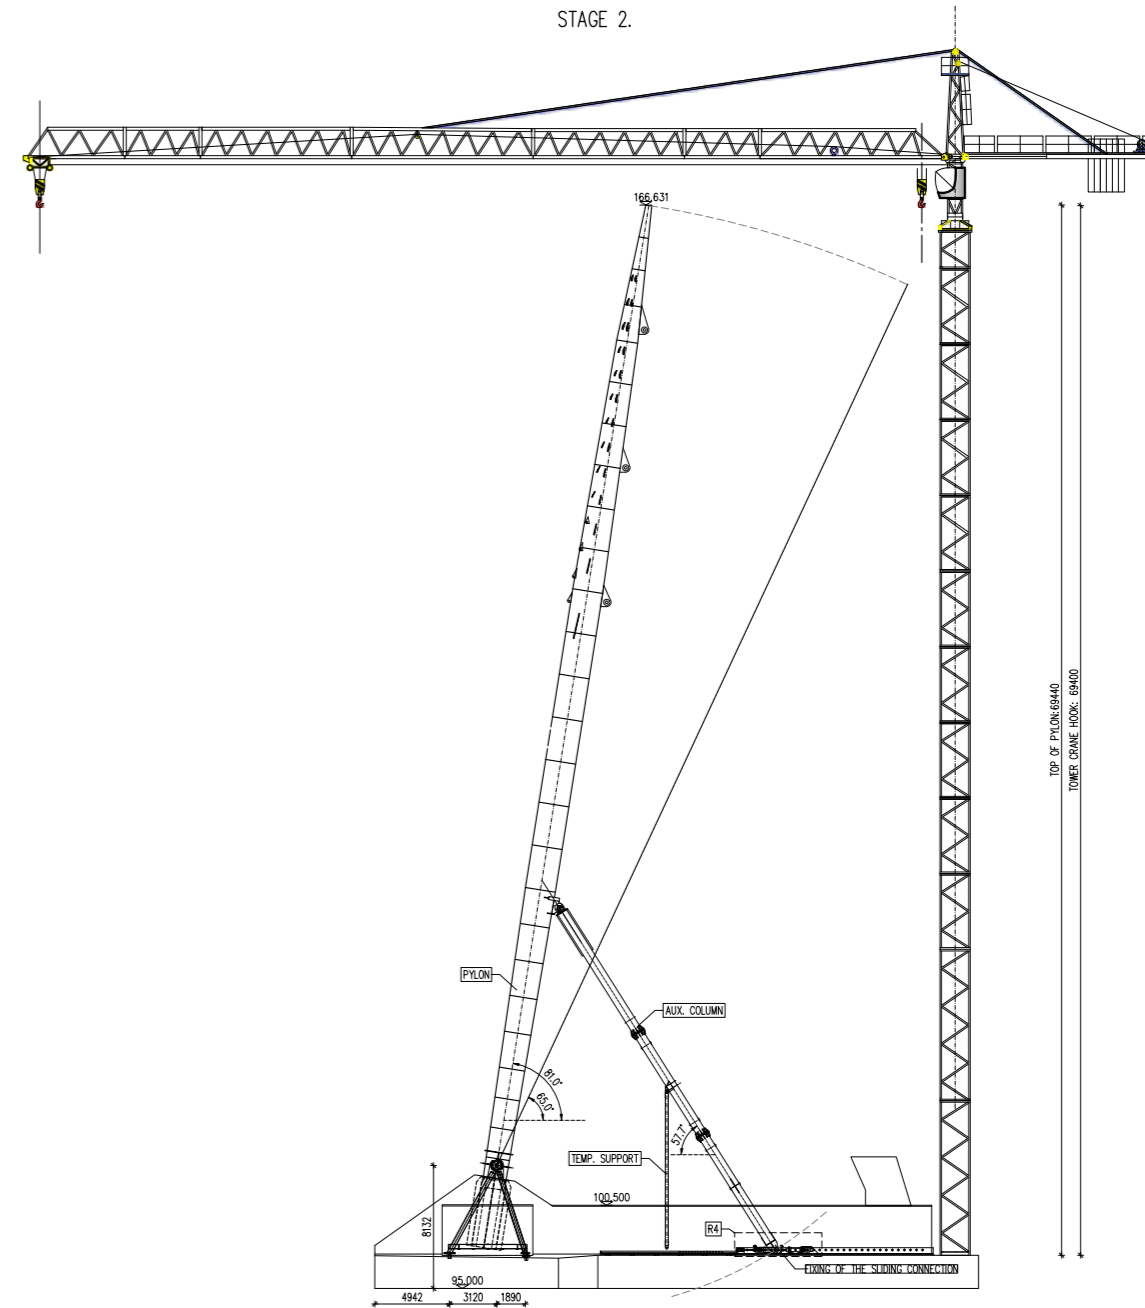 STAGE 2.
166,631
TOP OF PYLON:69440
TOWER CRANE HOOK: 69400
PYLON
AUX. COLUMN
81.0°
65.0°
57.7°
TEMP. SUPPORT
100,500
R4
8132
FIXING OF THE SLIDING CONNECTION
95,000
4942 3120 1890